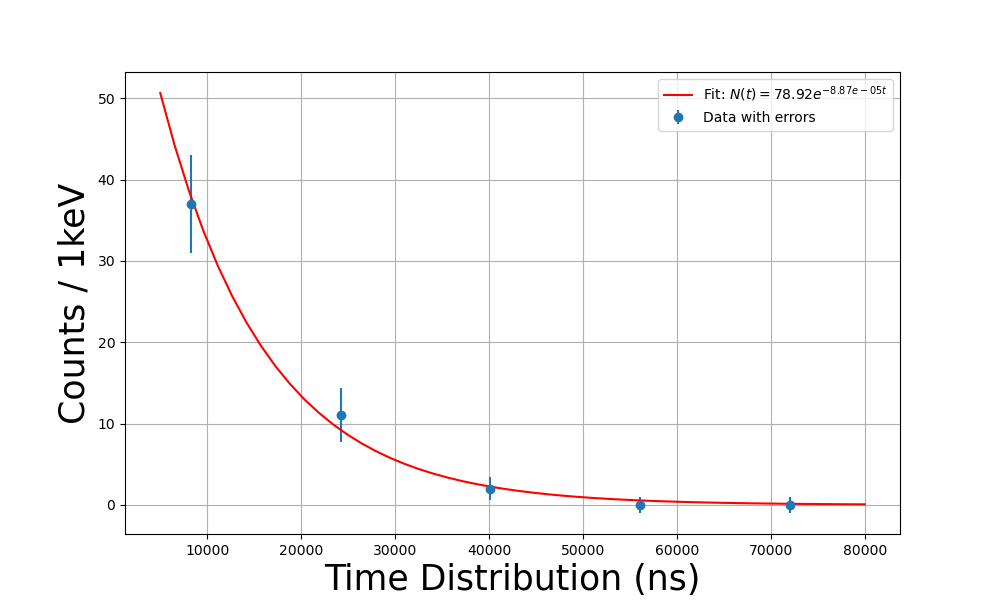 Fit: N(t) = 78.92e^{-8.87e-05t}
Data with errors
50
40
30
20
10
0
Counts / 1keV
10000 20000 30000 40000 50000 60000 70000 80000
Time Distribution (ns)